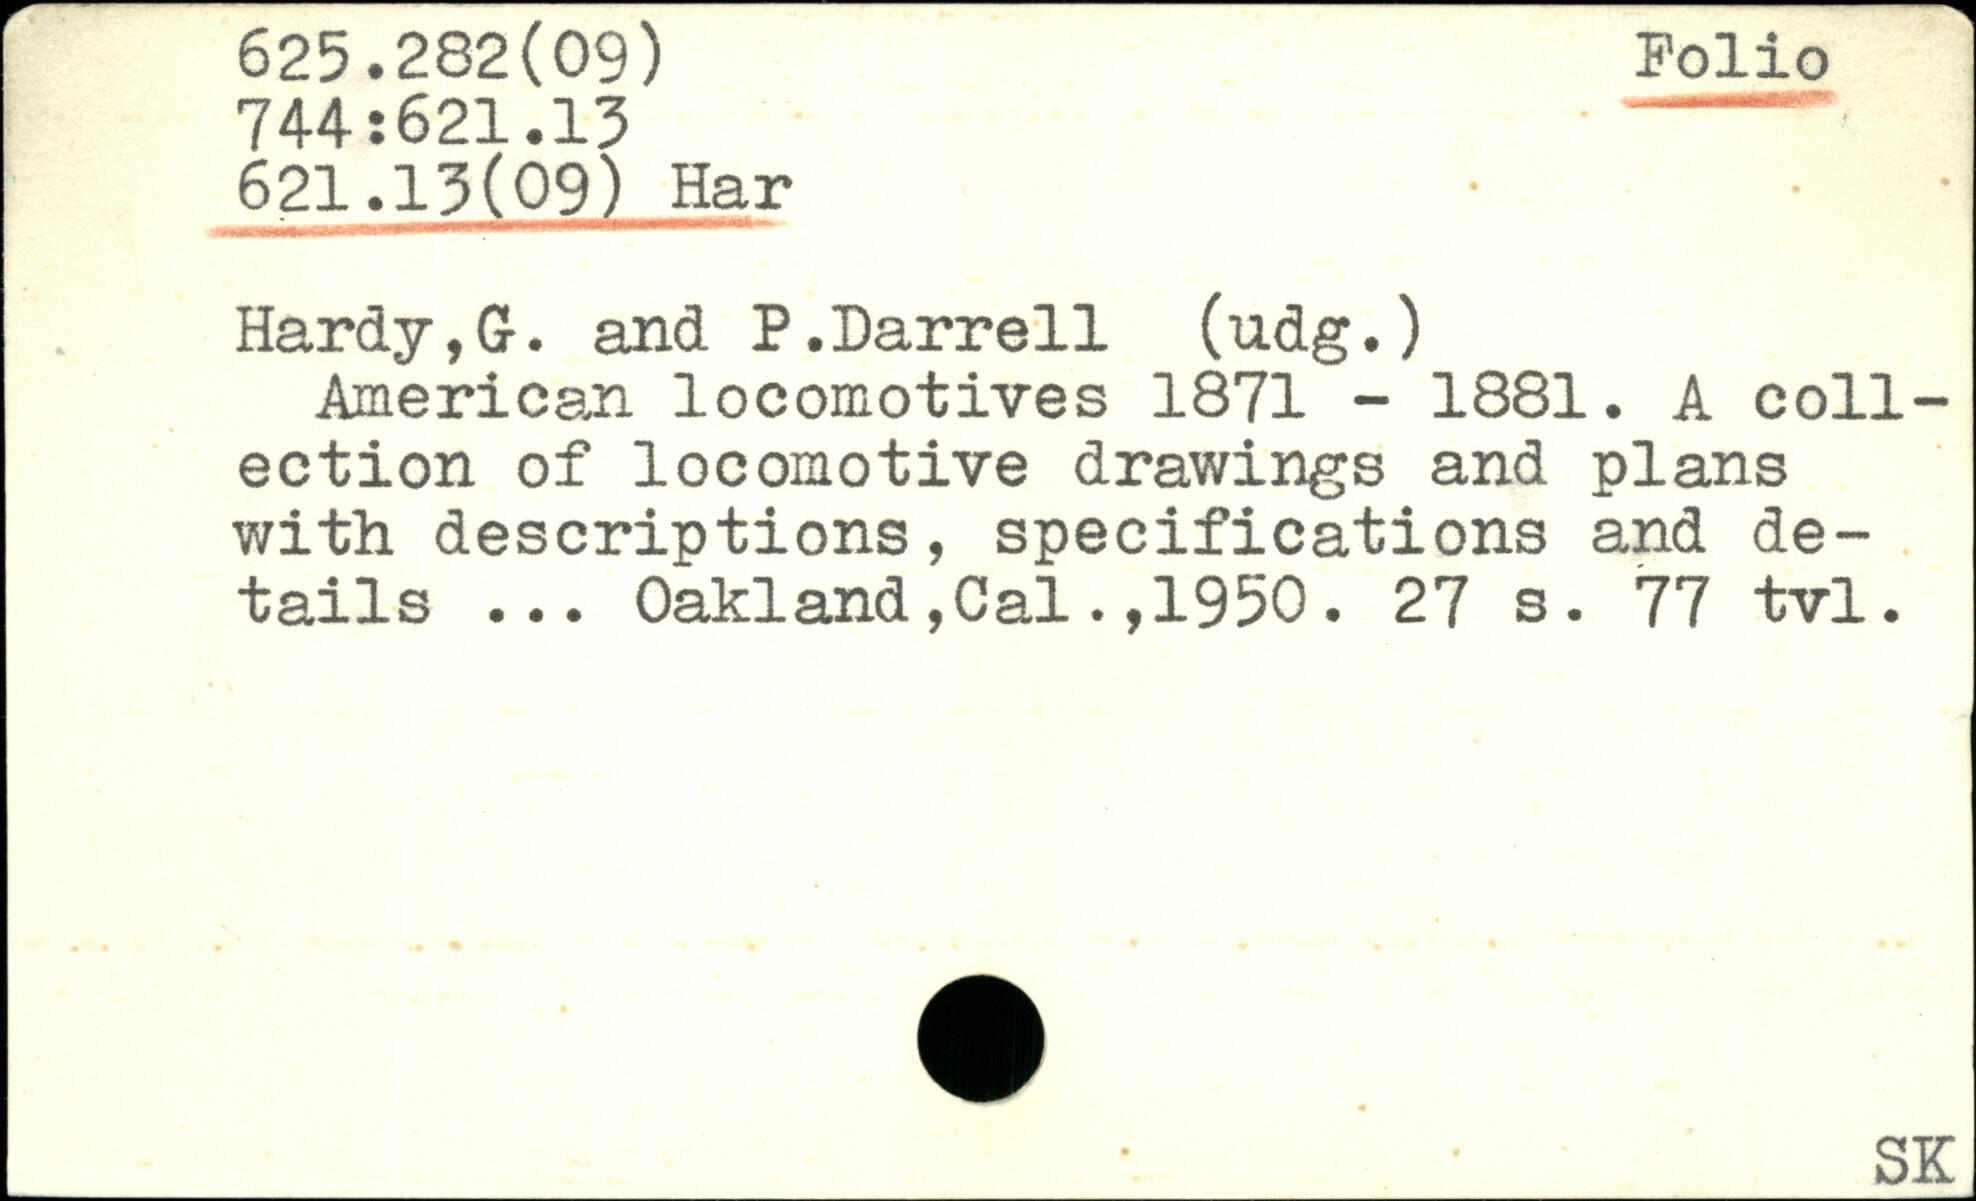 625.282(09)
Folio
744:621.13
621.13(09) Har
Hardy,G. and P.Darrell (udg.)
American locomotives 1871 - 1881. A coll-
ection of locomotive drawings and plans
with descriptions, specifications and de-
tails ... Oakland,Cal.,1950. 27 s. 77 tvl.
SK